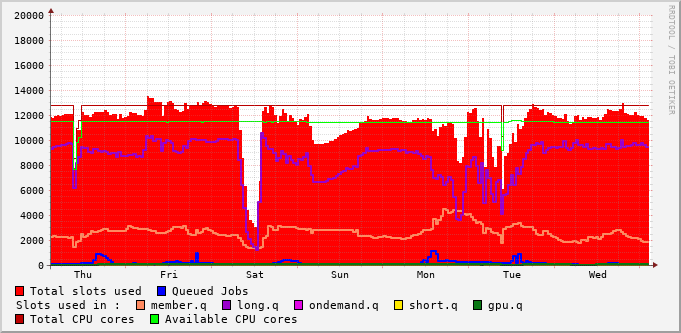 20000
18000
16000
14000
12000
10000
8000
6000
4000
2000
0
Thu Fri Sat Sun Mon Tue Wed
Total slots used Queued Jobs
Slots used in : member.q long.q ondemand.q short.q gpu.q
Total CPU cores Available CPU cores
RRDTOOL / TOBI OETIKER